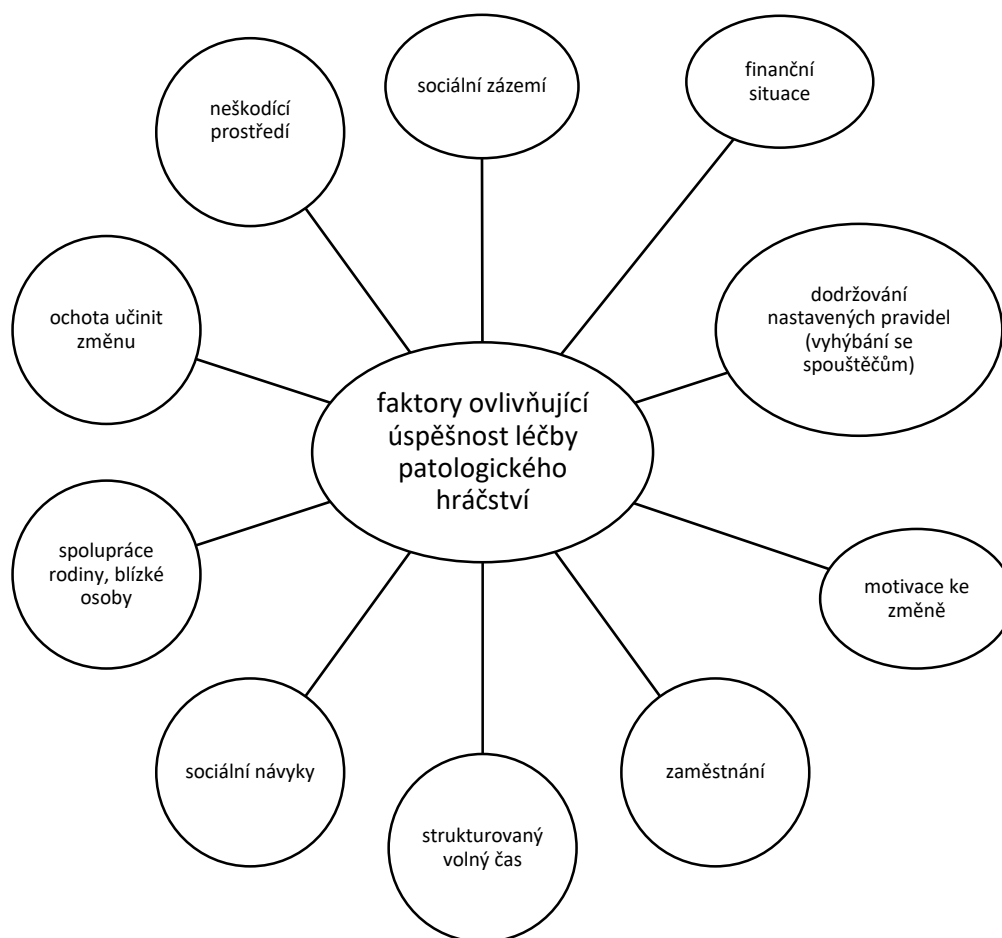 sociální zázemí
finanční
situace
neškodící
prostředí
dodržování
nastavených pravidel
(vyhýbání se
spouštěčům)
ochota učinit
změnu
faktory ovlivňující
úspěšnost léčby
patologického
hráčství
spolupráce
rodiny, blízké
osoby
motivace ke
změně
sociální návyky
zaměstnání
strukturovaný
volný čas